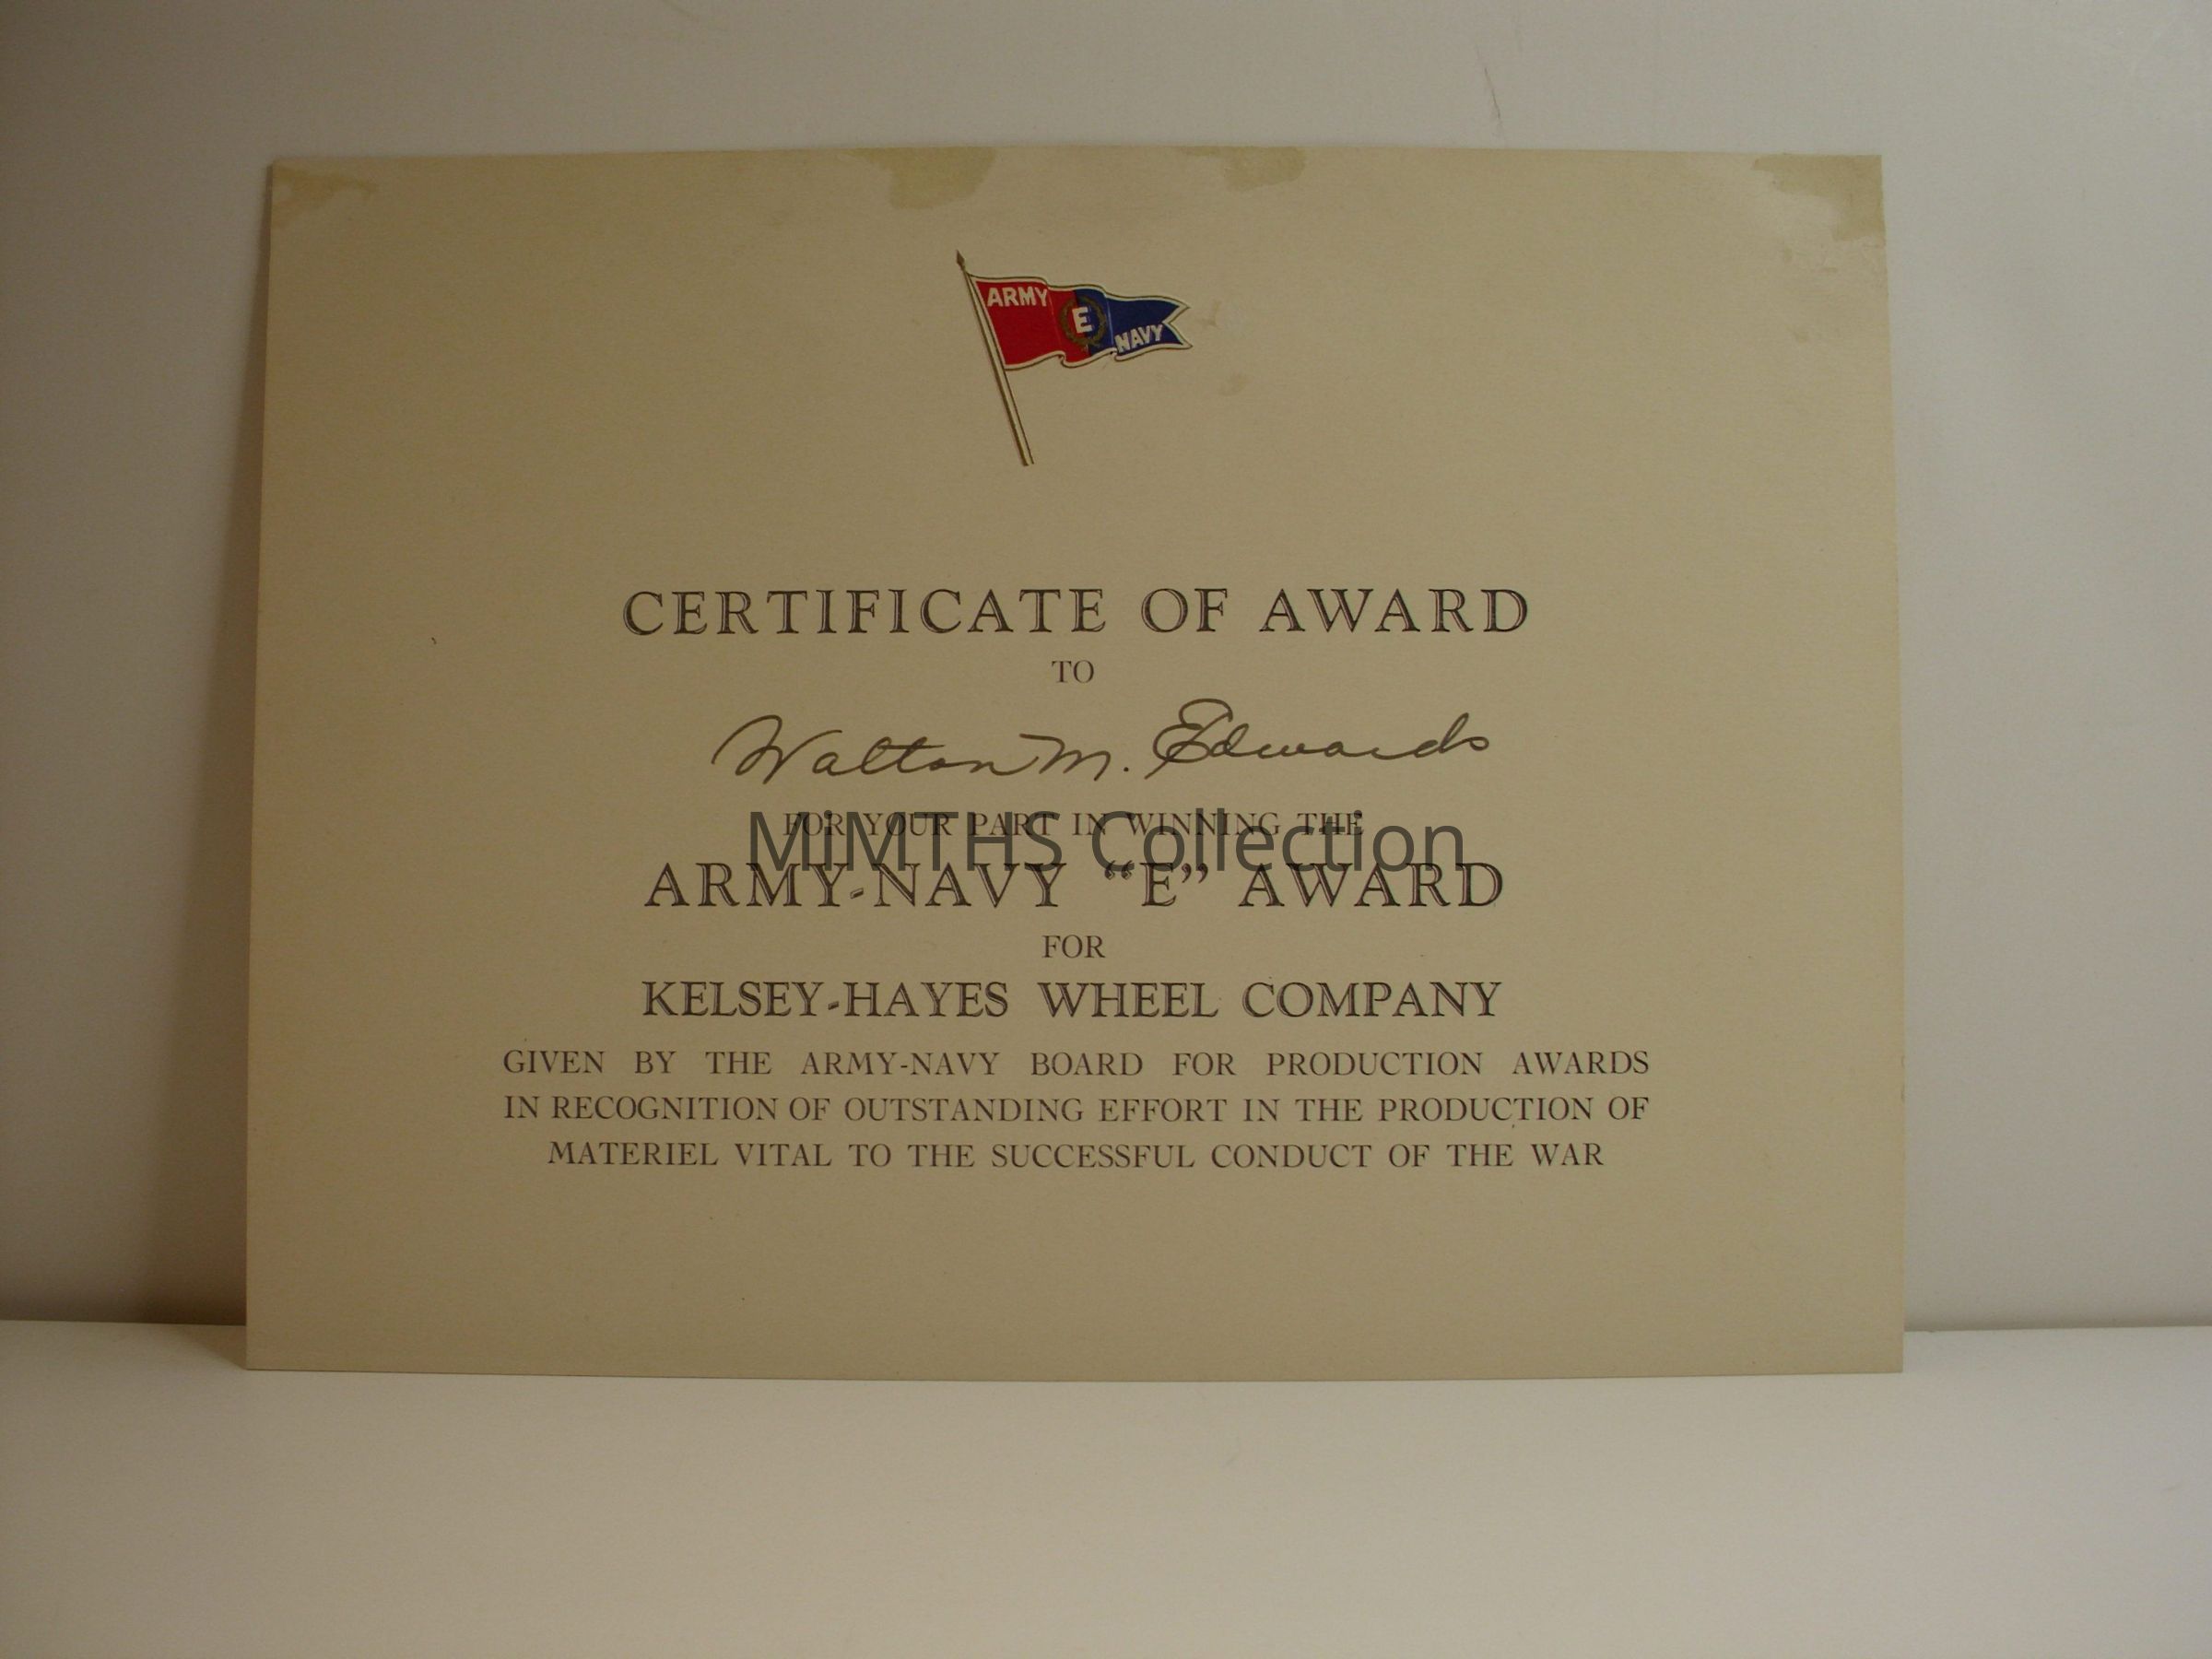 ARMY E NAVY
CERTIFICATE OF AWARD
TO
Walton M. Edwards
FOR YOUR PART IN WINNING THE
MiMTHS Collection
ARMY-NAVY “E” AWARD
FOR
KELSEY-HAYES WHEEL COMPANY
GIVEN BY THE ARMY-NAVY BOARD FOR PRODUCTION AWARDS
IN RECOGNITION OF OUTSTANDING EFFORT IN THE PRODUCTION OF
MATERIEL VITAL TO THE SUCCESSFUL CONDUCT OF THE WAR